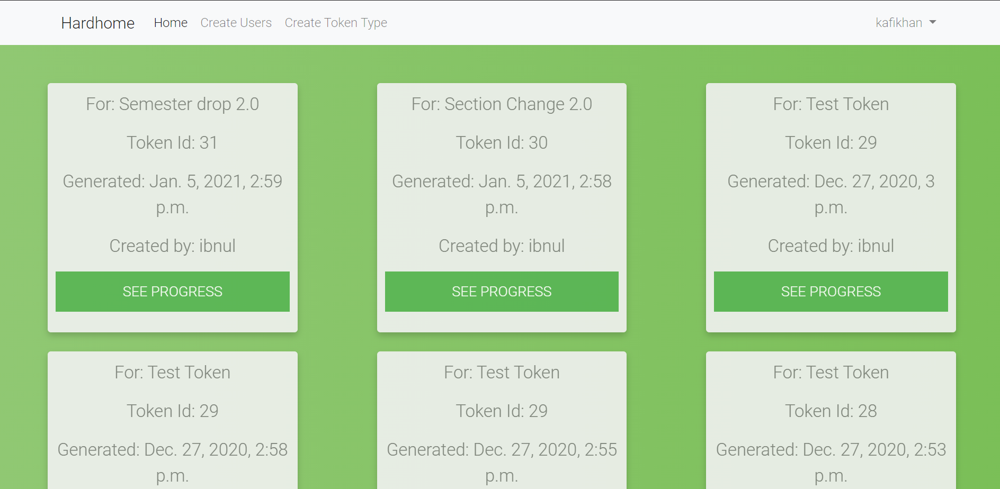 Hardhome Home Create Users Create Token Type kafikhan
For: Semester drop 2.0
Token Id: 31
Generated: Jan. 5, 2021, 2:59
p.m.
Created by: ibnul
SEE PROGRESS
For: Section Change 2.0
Token Id: 30
Generated: Jan. 5, 2021, 2:58
p.m.
Created by: ibnul
SEE PROGRESS
For: Test Token
Token Id: 29
Generated: Dec. 27, 2020, 3
p.m.
Created by: ibnul
SEE PROGRESS
For: Test Token
Token Id: 29
Generated: Dec. 27, 2020, 2:58
p.m.
For: Test Token
Token Id: 29
Generated: Dec. 27, 2020, 2:55
p.m.
For: Test Token
Token Id: 28
Generated: Dec. 27, 2020, 2:53
p.m.